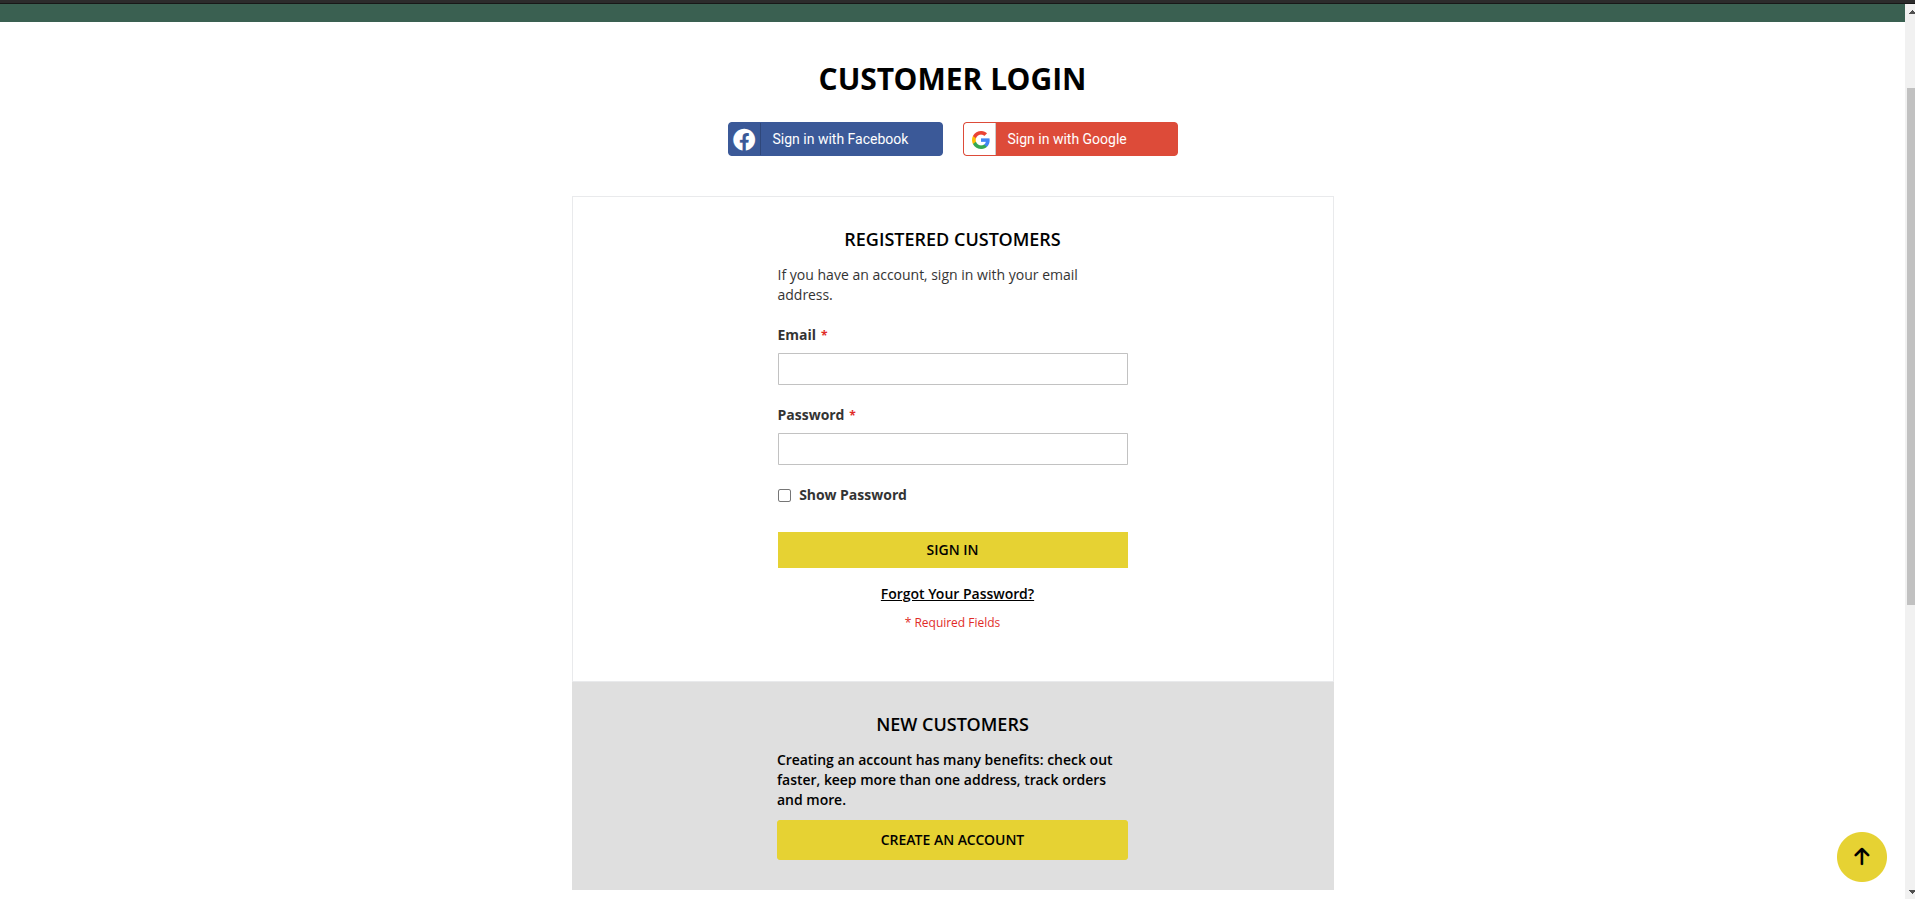 CUSTOMER LOGIN
Sign in with Facebook
Sign in with Google
REGISTERED CUSTOMERS
If you have an account, sign in with your email
address.
Email *
Password *
Show Password
SIGN IN
Forgot Your Password?
* Required Fields
NEW CUSTOMERS
Creating an account has many benefits: check out
faster, keep more than one address, track orders
and more.
CREATE AN ACCOUNT